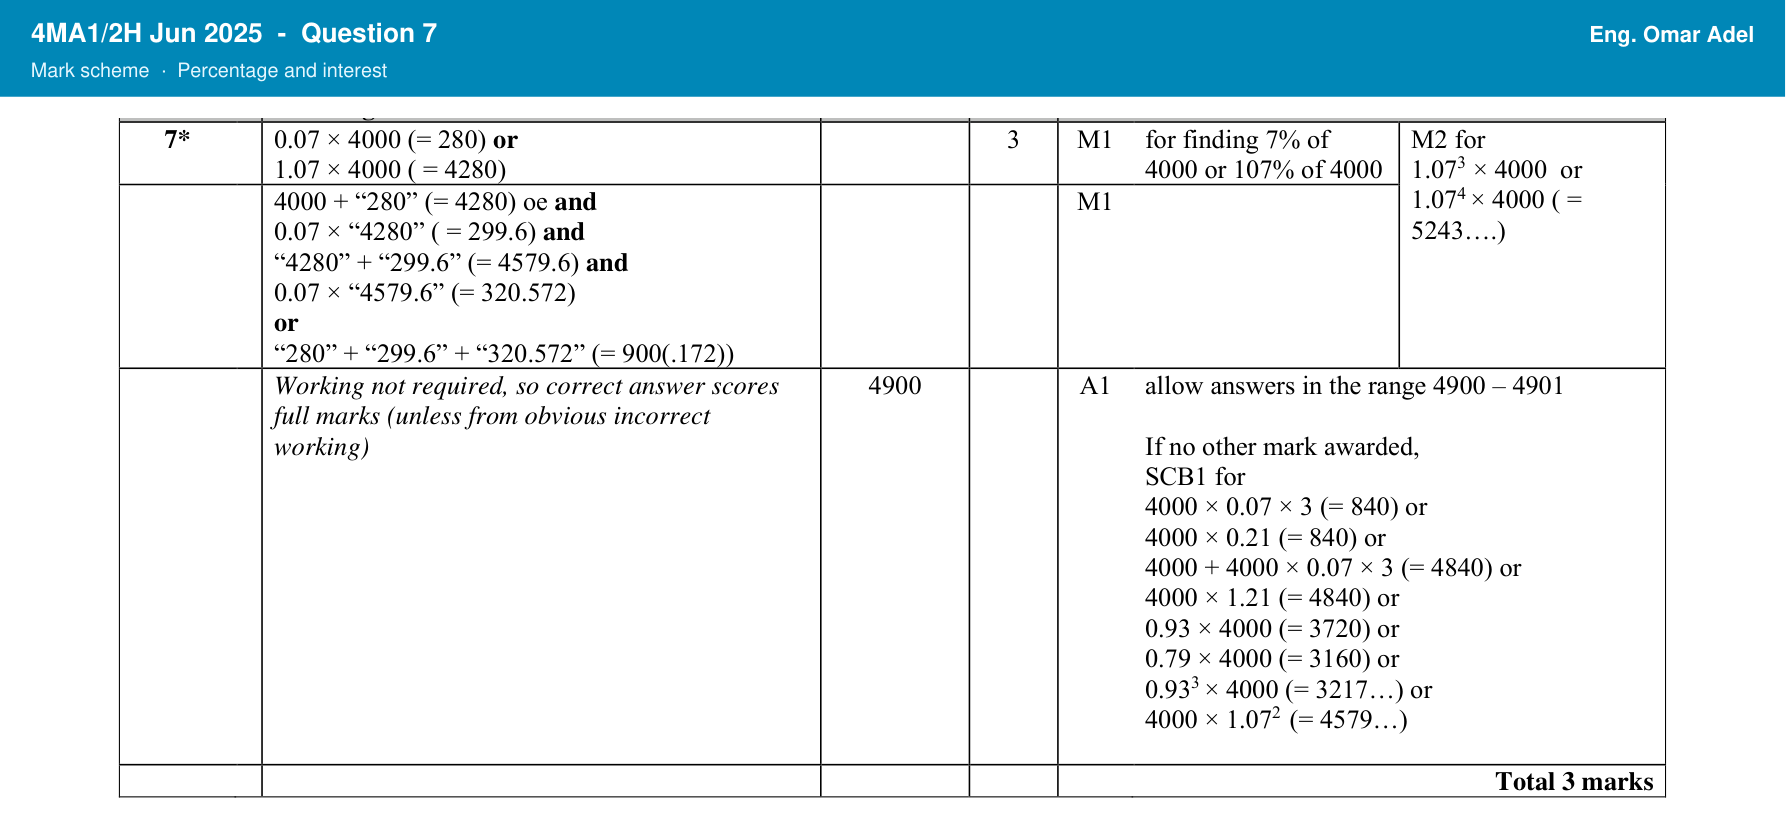 4MA1/2H Jun 2025 - Question 7
Eng. Omar Adel
Mark scheme · Percentage and interest
7*
0.07 × 4000 (= 280) or
1.07 × 4000 ( = 4280)
3
M1
for finding 7% of
4000 or 107% of 4000
M2 for
1.07³ × 4000 or
1.07⁴ × 4000 ( =
5243….)
4000 + “280” (= 4280) oe and
0.07 × “4280” ( = 299.6) and
“4280” + “299.6” (= 4579.6) and
0.07 × “4579.6” (= 320.572)
or
“280” + “299.6” + “320.572” (= 900(.172))
M1
Working not required, so correct answer scores
full marks (unless from obvious incorrect
working)
4900
A1
allow answers in the range 4900 – 4901
If no other mark awarded,
SCB1 for
4000 × 0.07 × 3 (= 840) or
4000 × 0.21 (= 840) or
4000 + 4000 × 0.07 × 3 (= 4840) or
4000 × 1.21 (= 4840) or
0.93 × 4000 (= 3720) or
0.79 × 4000 (= 3160) or
0.93³ × 4000 (= 3217…) or
4000 × 1.07² (= 4579…)
Total 3 marks